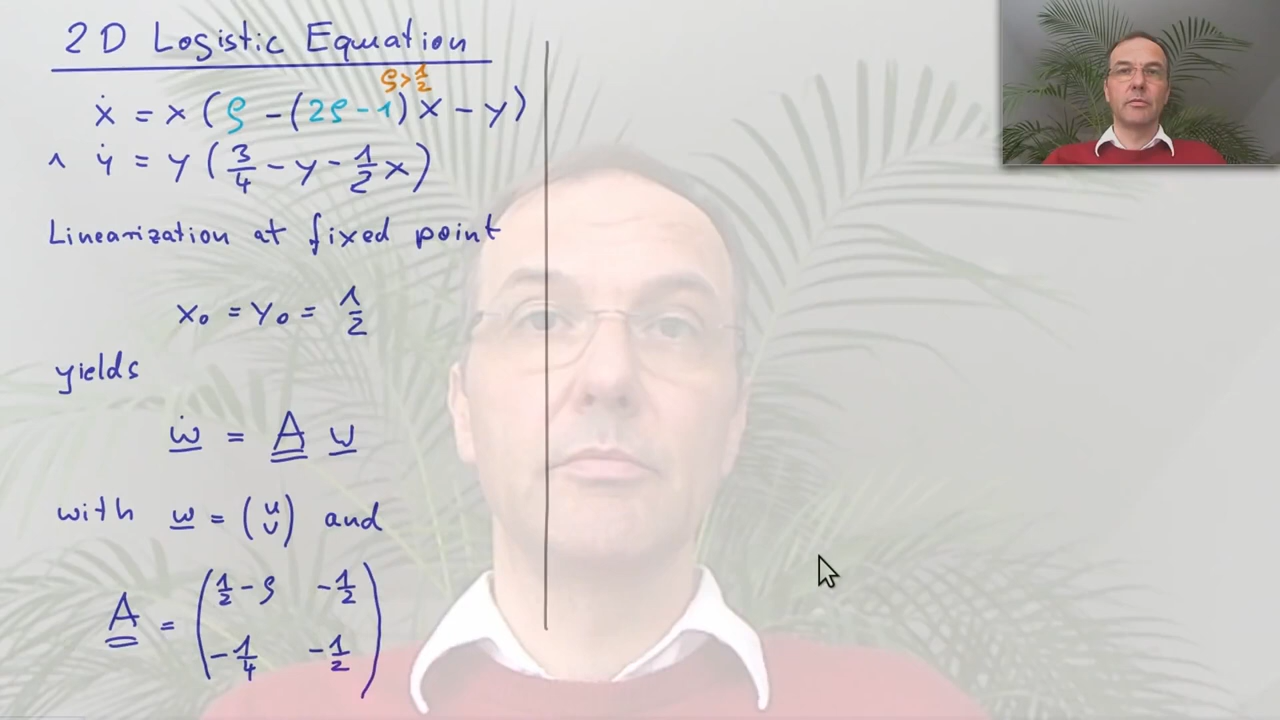 2D Logistic Equation
ϱ > 1/2
ẋ = x (ϱ - (2ϱ - 1) x - y)
∧ ẏ = y (3/4 - y - 1/2 x)
Linearization at fixed point
x₀ = y₀ = 1/2
yields
ẇ = A w
with w = (u v) and
A = (1/2 - ϱ -1/2
-1/4 -1/2)